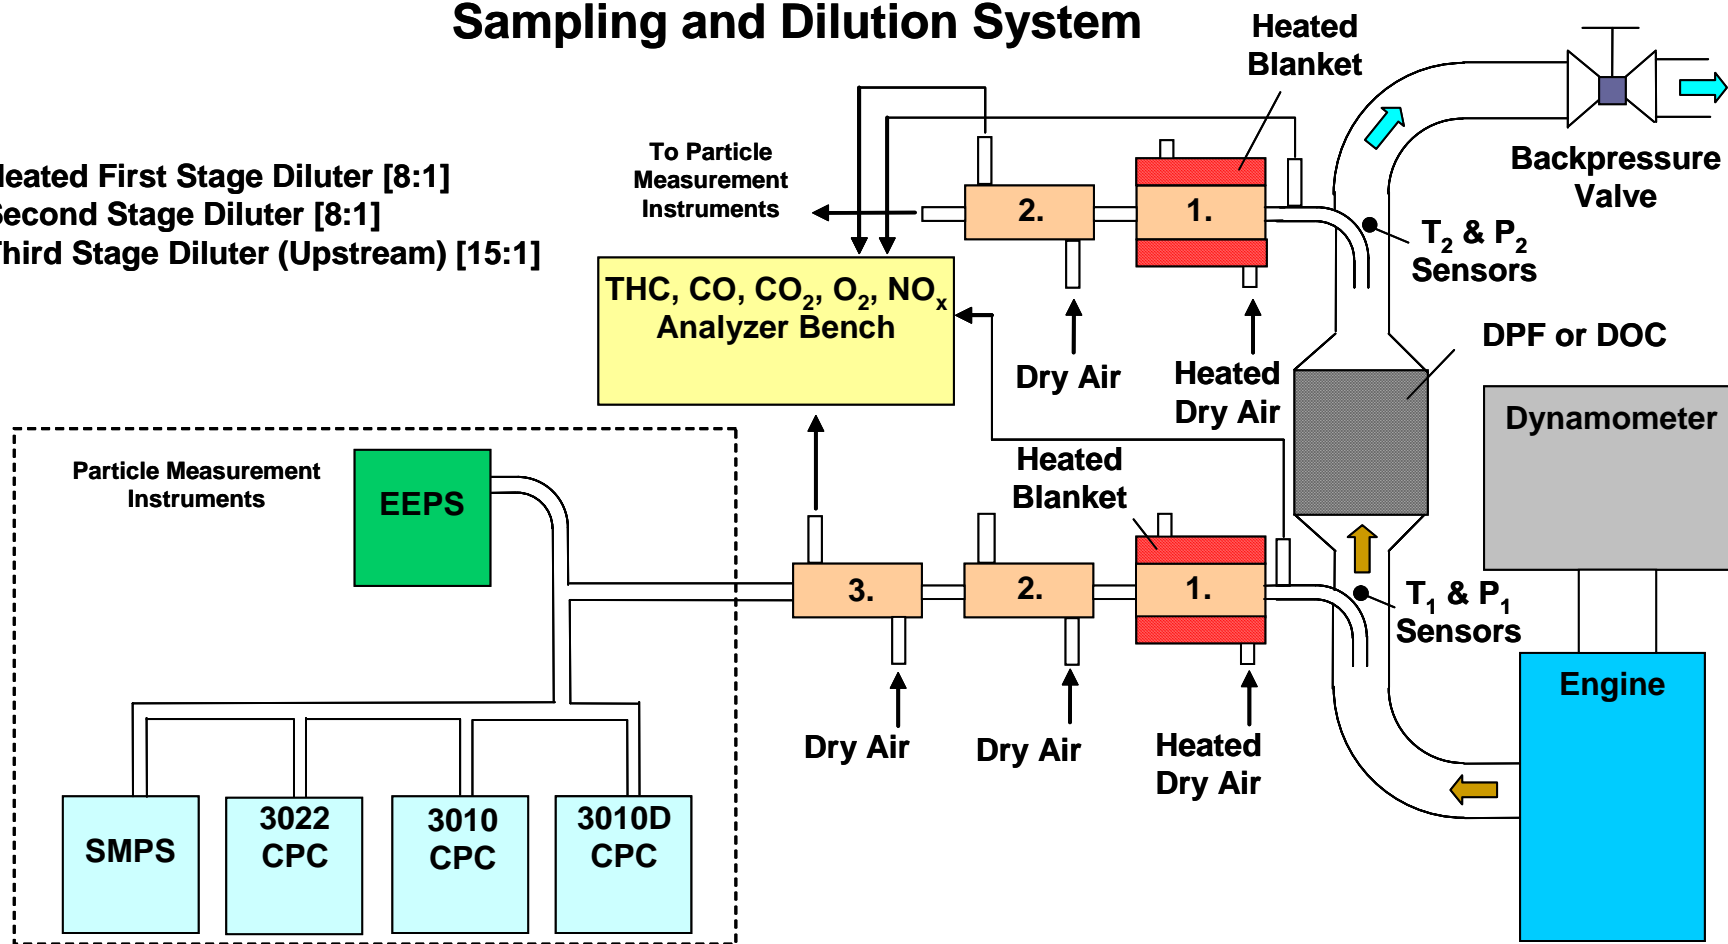 Sampling and Dilution System
Heated
Blanket
Heated First Stage Diluter [8:1]
Second Stage Diluter [8:1]
Third Stage Diluter (Upstream) [15:1]
To Particle
Measurement
Instruments
2.
1.
Backpressure
Valve
T2 & P2
Sensors
THC, CO, CO2, O2, NOx
Analyzer Bench
Dry Air
Heated
Dry Air
DPF or DOC
Dynamometer
Particle Measurement
Instruments
EEPS
Heated
Blanket
3.
2.
1.
T1 & P1
Sensors
Engine
Dry Air
Dry Air
Heated
Dry Air
SMPS
3022
CPC
3010
CPC
3010D
CPC